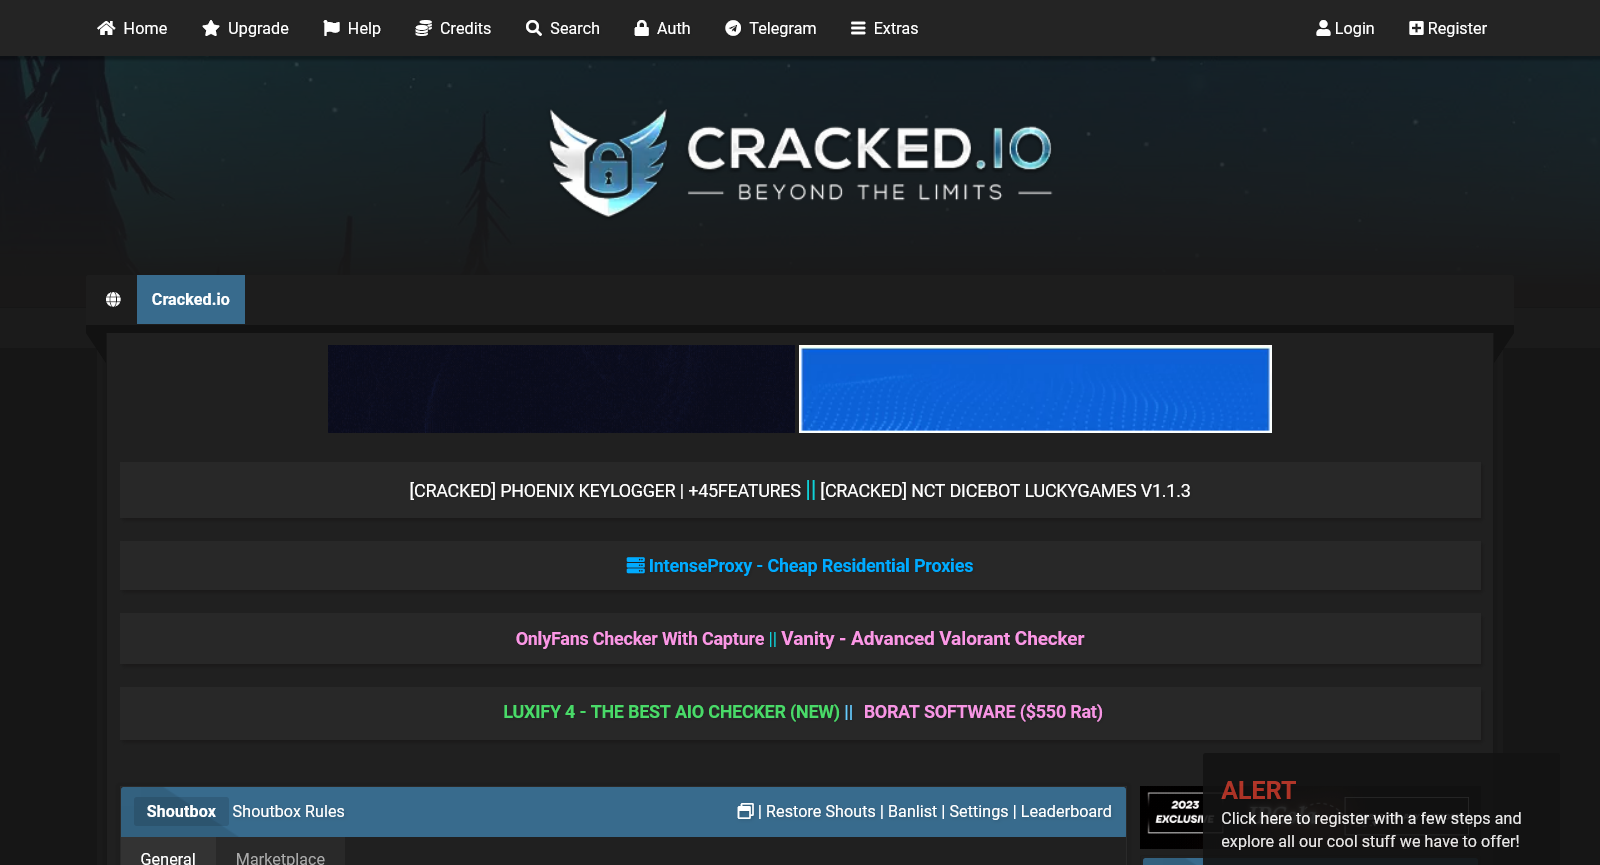 Home Upgrade Help Credits Search Auth Telegram Extras Login Register
CRACKED.IO
BEYOND THE LIMITS
Cracked.io
[CRACKED] PHOENIX KEYLOGGER | +45FEATURES || [CRACKED] NCT DICEBOT LUCKYGAMES V1.1.3
IntenseProxy - Cheap Residential Proxies
OnlyFans Checker With Capture || Vanity - Advanced Valorant Checker
LUXIFY 4 - THE BEST AIO CHECKER (NEW) || BORAT SOFTWARE ($550 Rat)
Shoutbox Shoutbox Rules | Restore Shouts | Banlist | Settings | Leaderboard
General Marketplace
2023
EXCLUSIVE
ALERT
Click here to register with a few steps and
explore all our cool stuff we have to offer!